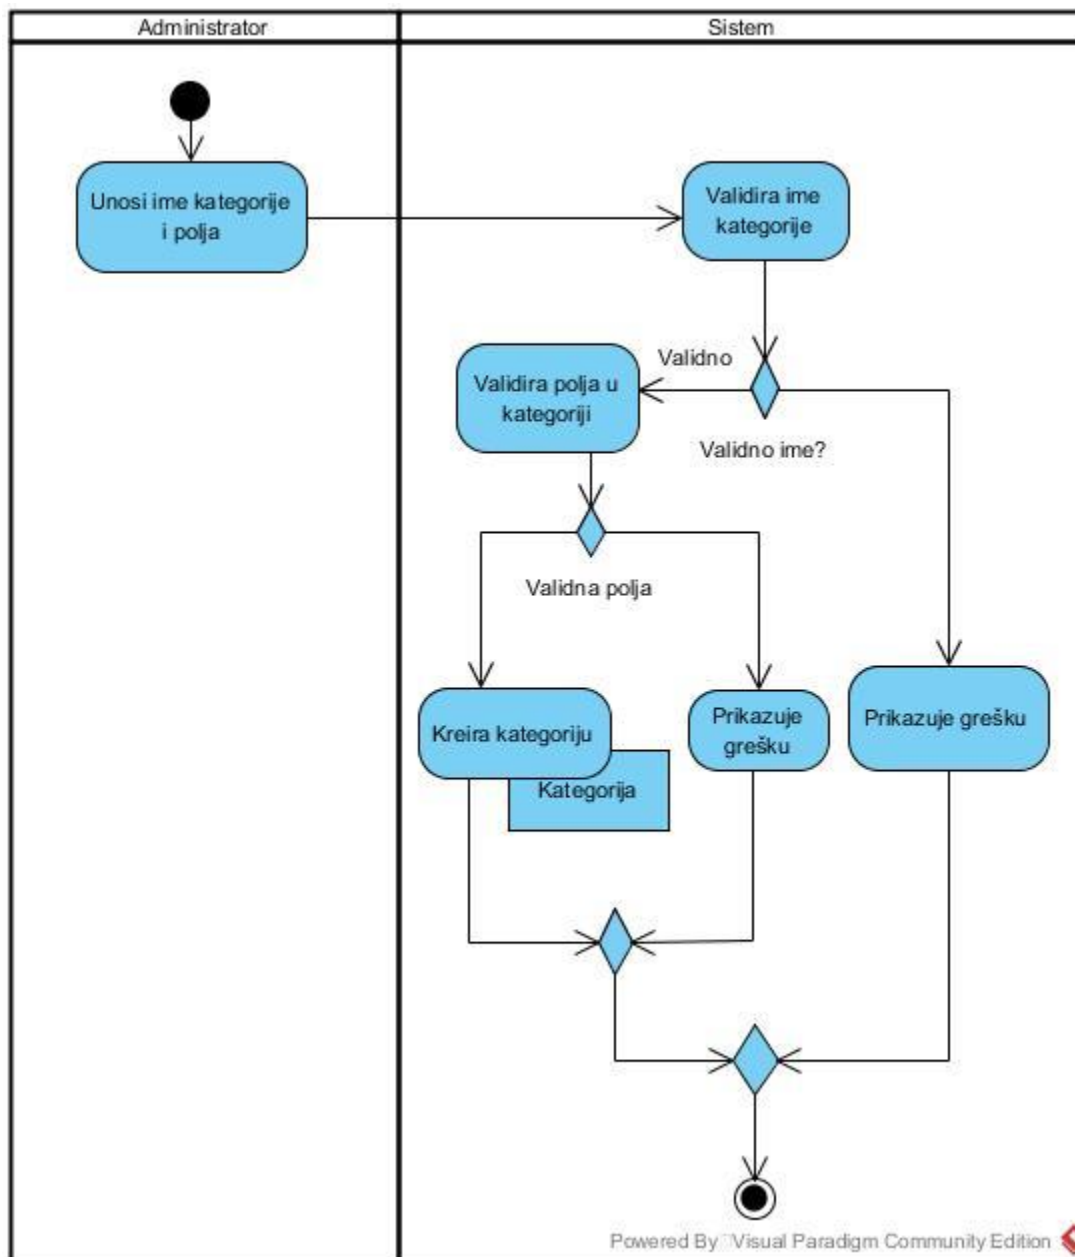 Administrator
Sistem
Unosi ime kategorije
i polja
Validira ime
kategorije
Validno
Validira polja u
kategoriji
Validno ime?
Validna polja
Kreira kategoriju
Prikazuje
grešku
Prikazuje grešku
Kategorija
Powered By Visual Paradigm Community Edition